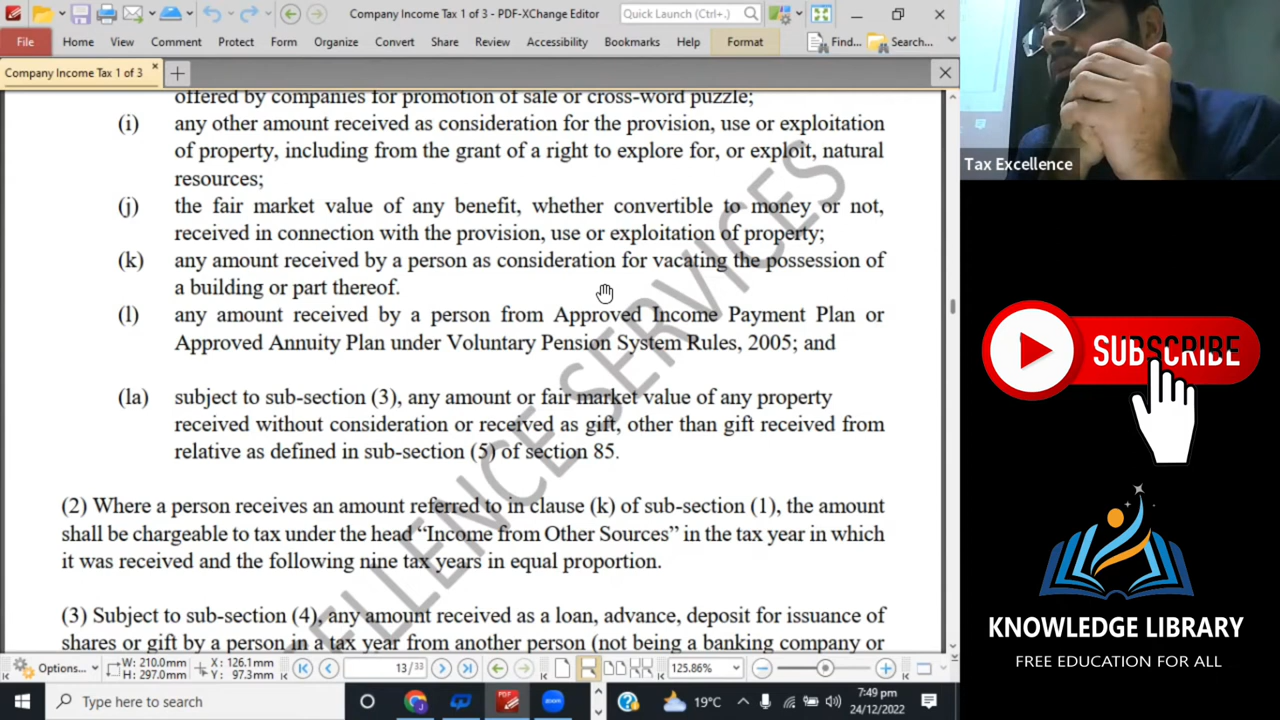 Company Income Tax 1 of 3 - PDF-XChange Editor
Quick Launch (Ctrl+.)
File
Home
View
Comment
Protect
Form
Organize
Convert
Share
Review
Accessibility
Bookmarks
Help
Format
Find...
Search...
Company Income Tax 1 of 3
offered by companies for promotion of sale or cross-word puzzle;
(i) any other amount received as consideration for the provision, use or exploitation
of property, including from the grant of a right to explore for, or exploit, natural
resources;
(j) the fair market value of any benefit, whether convertible to money or not,
received in connection with the provision, use or exploitation of property;
(k) any amount received by a person as consideration for vacating the possession of
a building or part thereof.
(l) any amount received by a person from Approved Income Payment Plan or
Approved Annuity Plan under Voluntary Pension System Rules, 2005; and
(la) subject to sub-section (3), any amount or fair market value of any property
received without consideration or received as gift, other than gift received from
relative as defined in sub-section (5) of section 85.
(2) Where a person receives an amount referred to in clause (k) of sub-section (1), the amount
shall be chargeable to tax under the head “Income from Other Sources” in the tax year in which
it was received and the following nine tax years in equal proportion.
(3) Subject to sub-section (4), any amount received as a loan, advance, deposit for issuance of
shares or gift by a person in a tax year from another person (not being a banking company or
ELLENCE SERVICES
Options...
W: 210.0mm
H: 297.0mm
X: 126.1mm
Y: 97.3mm
13 /33
125.86%
Type here to search
PDF
zoom
19°C
7:49 pm
24/12/2022
Tax Excellence
SUBSCRIBE
KNOWLEDGE LIBRARY
FREE EDUCATION FOR ALL